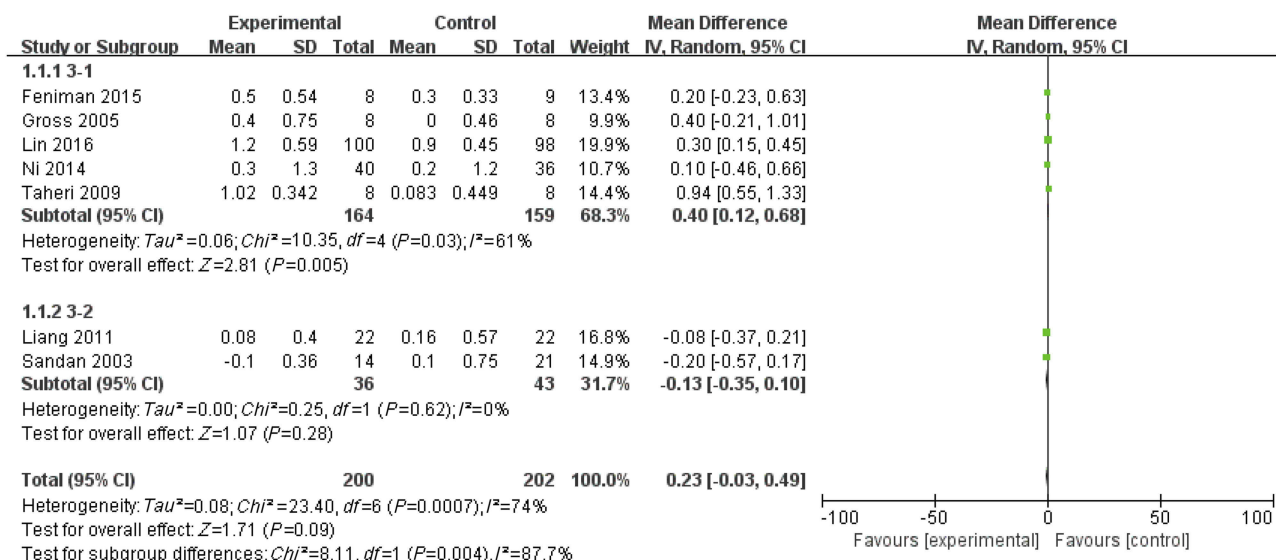 Experimental Control Mean Difference Mean Difference
Study or Subgroup Mean SD Total Mean SD Total Weight IV, Random, 95% CI IV, Random, 95% CI
1.1.1 3-1
Feniman 2015 0.5 0.54 8 0.3 0.33 9 13.4% 0.20 [-0.23, 0.63]
Gross 2005 0.4 0.75 8 0 0.46 8 9.9% 0.40 [-0.21, 1.01]
Lin 2016 1.2 0.59 100 0.9 0.45 98 19.9% 0.30 [0.15, 0.45]
Ni 2014 0.3 1.3 40 0.2 1.2 36 10.7% 0.10 [-0.46, 0.66]
Taheri 2009 1.02 0.342 8 0.083 0.449 8 14.4% 0.94 [0.55, 1.33]
Subtotal (95% CI) 164 159 68.3% 0.40 [0.12, 0.68]
Heterogeneity: Tau²=0.06; Chi²=10.35, df=4 (P=0.03); I²=61%
Test for overall effect: Z=2.81 (P=0.005)
1.1.2 3-2
Liang 2011 0.08 0.4 22 0.16 0.57 22 16.8% -0.08 [-0.37, 0.21]
Sandan 2003 -0.1 0.36 14 0.1 0.75 21 14.9% -0.20 [-0.57, 0.17]
Subtotal (95% CI) 36 43 31.7% -0.13 [-0.35, 0.10]
Heterogeneity: Tau²=0.00; Chi²=0.25, df=1 (P=0.62); I²=0%
Test for overall effect: Z=1.07 (P=0.28)
Total (95% CI) 200 202 100.0% 0.23 [-0.03, 0.49]
Heterogeneity: Tau²=0.08; Chi²=23.40, df=6 (P=0.0007); I²=74%
Test for overall effect: Z=1.71 (P=0.09)
Test for subgroup differences: Chi²=8.11, df=1 (P=0.004), I²=87.7%
-100 -50 0 50 100
Favours [experimental] Favours [control]